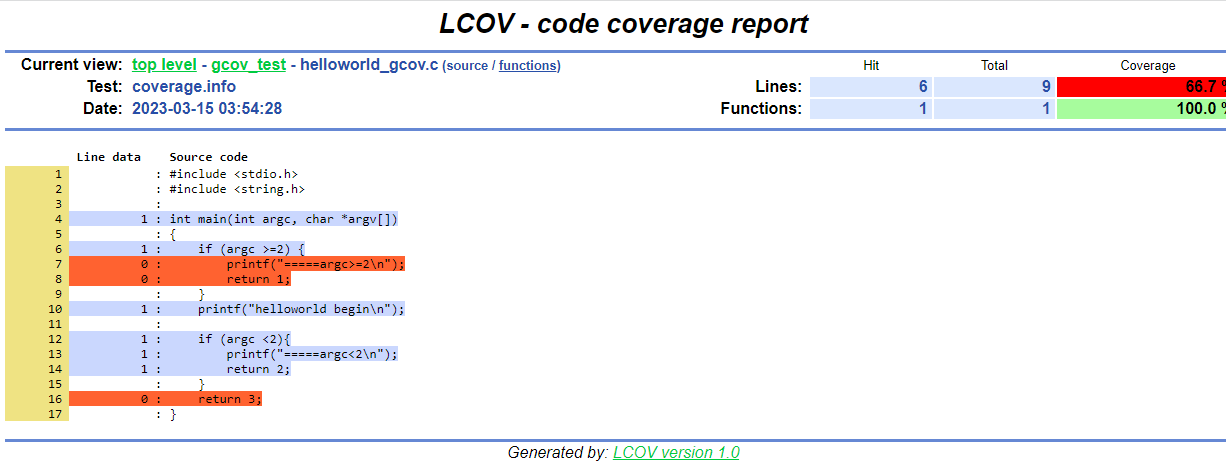 LCOV - code coverage report
Current view: top level - gcov_test - helloworld_gcov.c (source / functions) Hit Total Coverage
Test: coverage.info Lines: 6 9 66.7 %
Date: 2023-03-15 03:54:28 Functions: 1 1 100.0 %
Line data Source code
1 : #include <stdio.h>
2 : #include <string.h>
3 :
4 1 : int main(int argc, char *argv[])
5 : {
6 1 : if (argc >=2) {
7 0 : printf("=====argc>=2\n");
8 0 : return 1;
9 : }
10 1 : printf("helloworld begin\n");
11 :
12 1 : if (argc <2){
13 1 : printf("=====argc<2\n");
14 1 : return 2;
15 : }
16 0 : return 3;
17 : }
Generated by: LCOV version 1.0